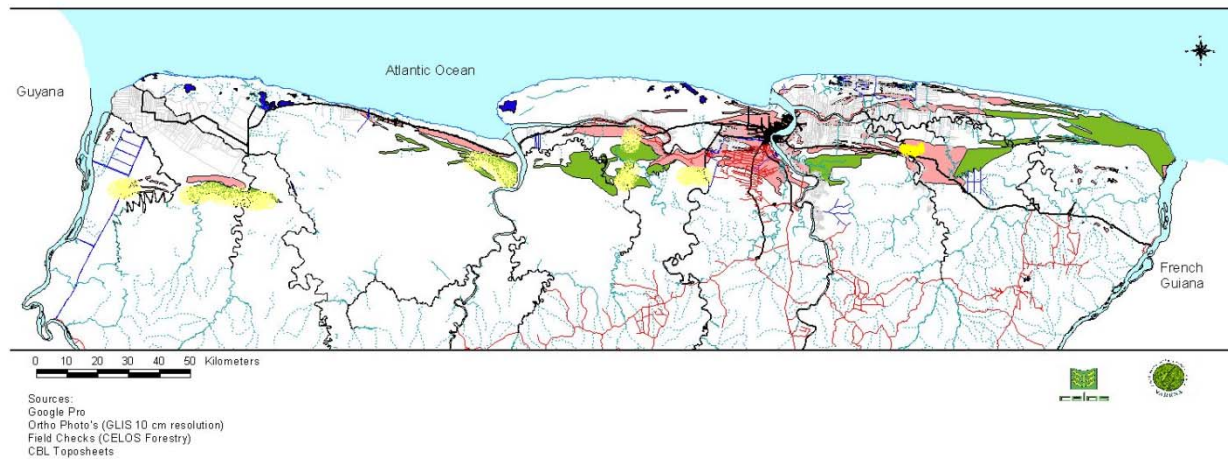 Atlantic Ocean
Guyana
French
Guiana
0 10 20 30 40 50 Kilometers
Sources:
Google Pro
Ortho Photo's (GLIS 10 cm resolution)
Field Checks (CELOS Forestry)
CBL Toposheets
celos